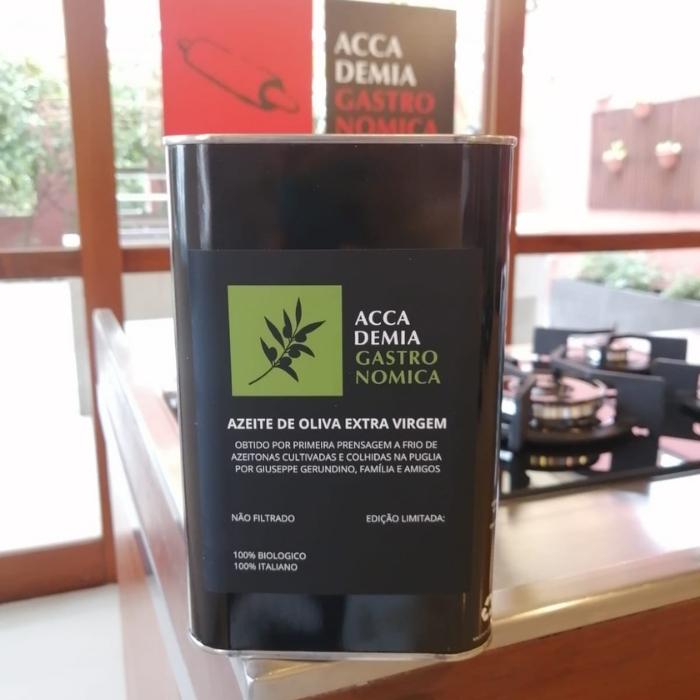 ACCA
DEMIA
GASTRO
NOMICA
ACCA
DEMIA
GASTRO
NOMICA
AZEITE DE OLIVA EXTRA VIRGEM
OBTIDO POR PRIMEIRA PRENSAGEM A FRIO DE
AZEITONAS CULTIVADAS E COLHIDAS NA PUGLIA
POR GIUSEPPE GERUNDINO, FAMÍLIA E AMIGOS
NÃO FILTRADO
EDIÇÃO LIMITADA:
100% BIOLOGICO
100% ITALIANO